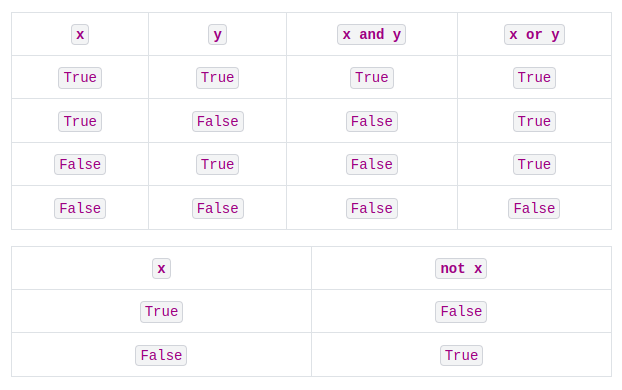 x y x and y x or y
True True True True
True False False True
False True False True
False False False False
x not x
True False
False True